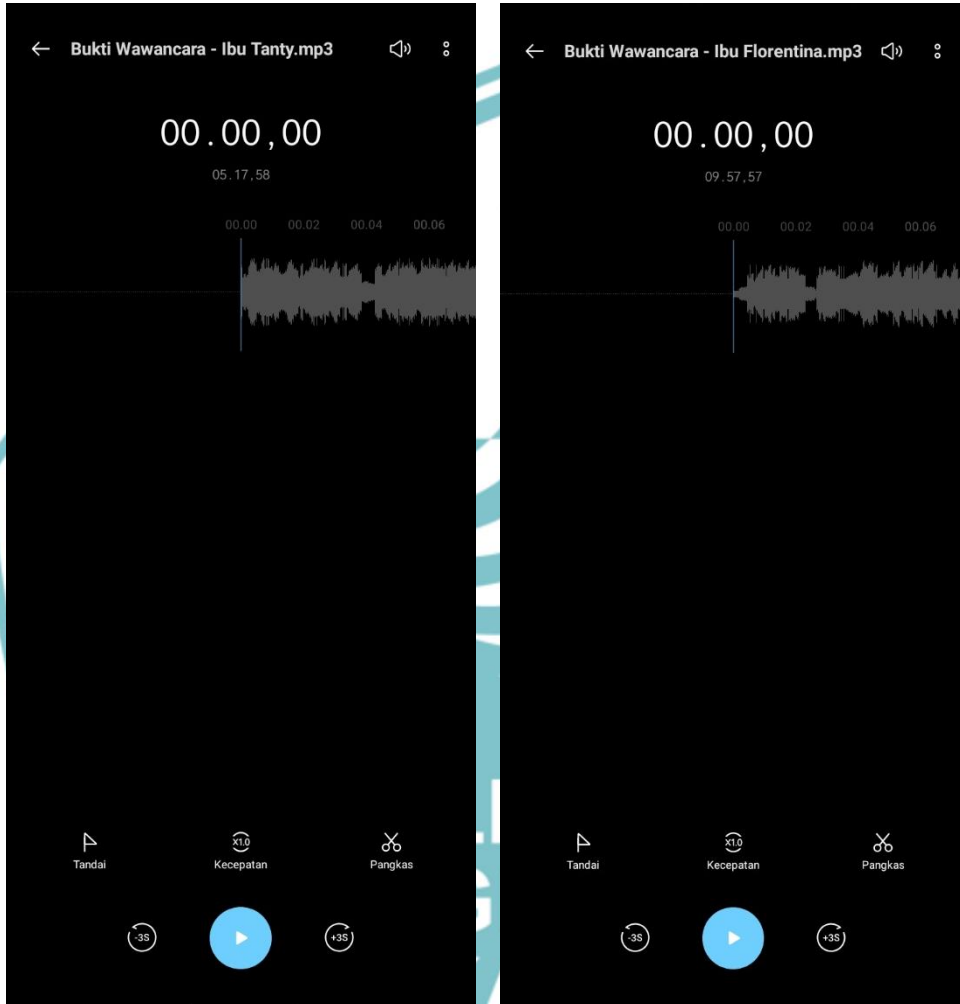 Bukti Wawancara - Ibu Tanty.mp3
00.00,00
05.17,58
00.00 00.02 00.04 00.06
Tandai
X1.0
Kecepatan
Pangkas
-3S
+3S
Bukti Wawancara - Ibu Florentina.mp3
00.00,00
09.57,57
00.00 00.02 00.04 00.06
Tandai
X1.0
Kecepatan
Pangkas
-3S
+3S